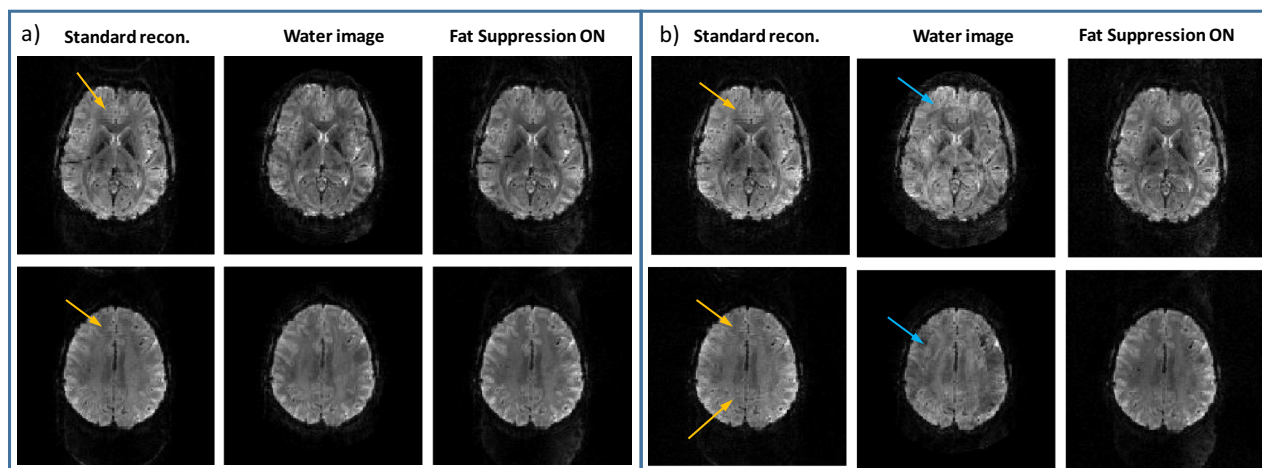 a) Standard recon. Water image Fat Suppression ON
b) Standard recon. Water image Fat Suppression ON